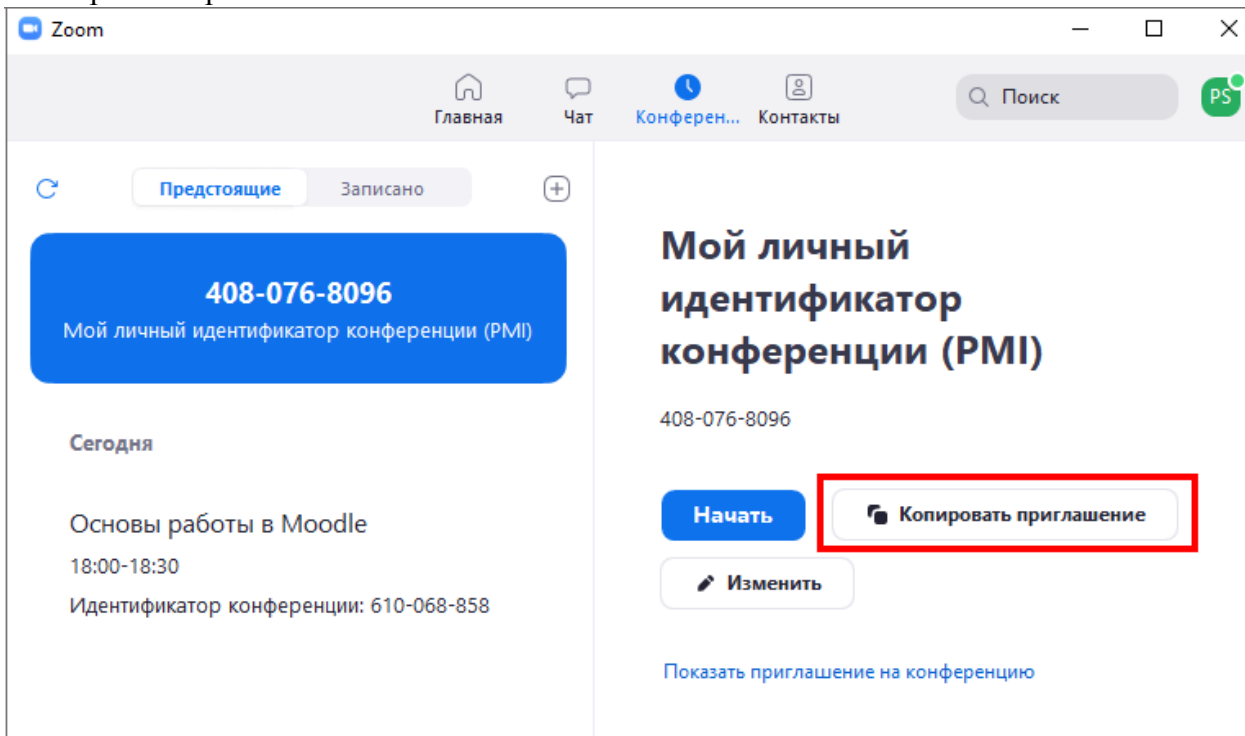 Zoom
Главная
Чат
Конферен...
Контакты
Поиск
PS
Предстоящие
Записано
408-076-8096
Мой личный идентификатор конференции (PMI)
Сегодня
Основы работы в Moodle
18:00-18:30
Идентификатор конференции: 610-068-858
Мой личный
идентификатор
конференции (PMI)
408-076-8096
Начать
Копировать приглашение
Изменить
Показать приглашение на конференцию